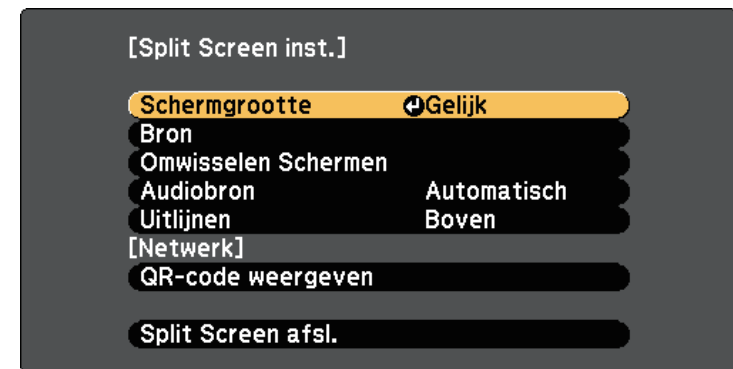 [Split Screen inst.]
Schermgrootte Gelijk
Bron
Omwisselen Schermen
Audiobron Automatisch
Uitlijnen Boven
[Netwerk]
QR-code weergeven
Split Screen afsl.